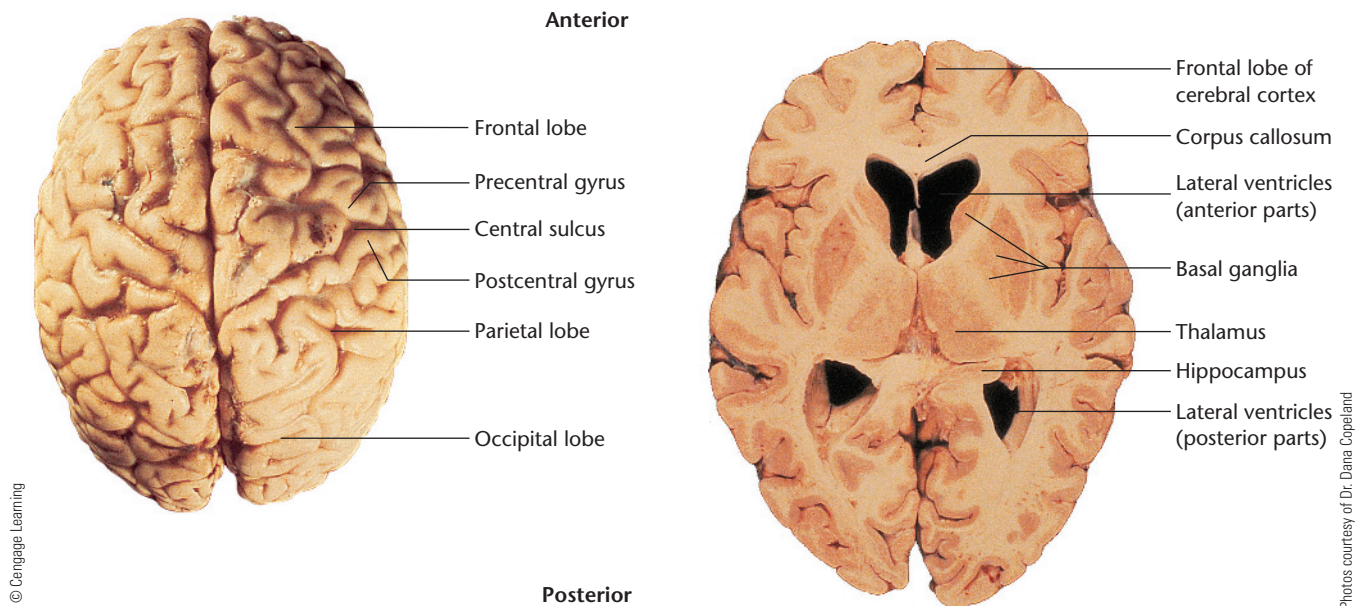 Anterior
Frontal lobe
Precentral gyrus
Central sulcus
Postcentral gyrus
Parietal lobe
Occipital lobe
© Cengage Learning
Posterior
Frontal lobe of
cerebral cortex
Corpus callosum
Lateral ventricles
(anterior parts)
Basal ganglia
Thalamus
Hippocampus
Lateral ventricles
(posterior parts)
Photos courtesy of Dr. Dana Copeland